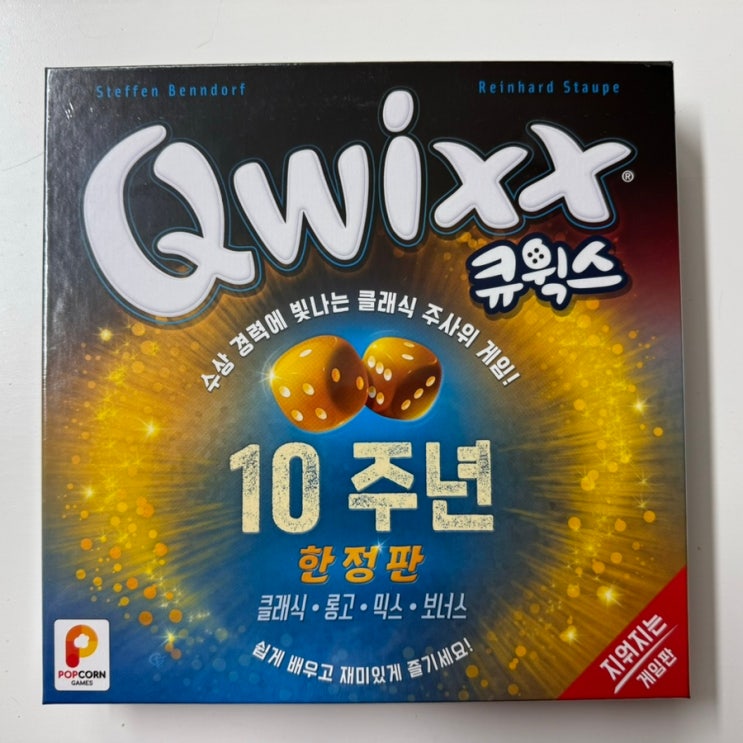 Steffen Benndorf
Reinhard Staupe
Qwixx®
큐윅스
수상 경력에 빛나는 클래식 주사위 게임!
10 주년
한정판
클래식 • 롱고 • 믹스 • 보너스
쉽게 배우고 재미있게 즐기세요!
POPCORN
GAMES
지워지는
게임판